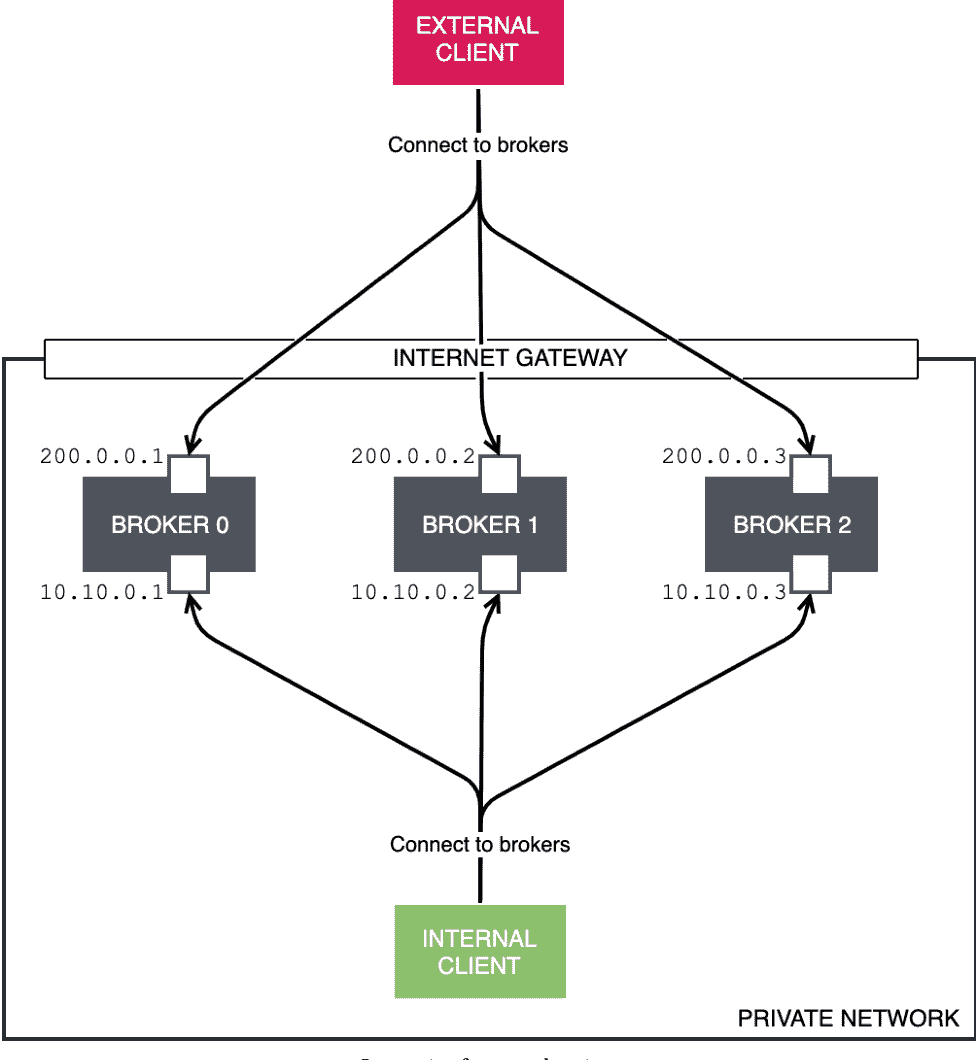 EXTERNAL
CLIENT
Connect to brokers
INTERNET GATEWAY
200.0.0.1
200.0.0.2
200.0.0.3
BROKER 0
BROKER 1
BROKER 2
10.10.0.1
10.10.0.2
10.10.0.3
Connect to brokers
INTERNAL
CLIENT
PRIVATE NETWORK